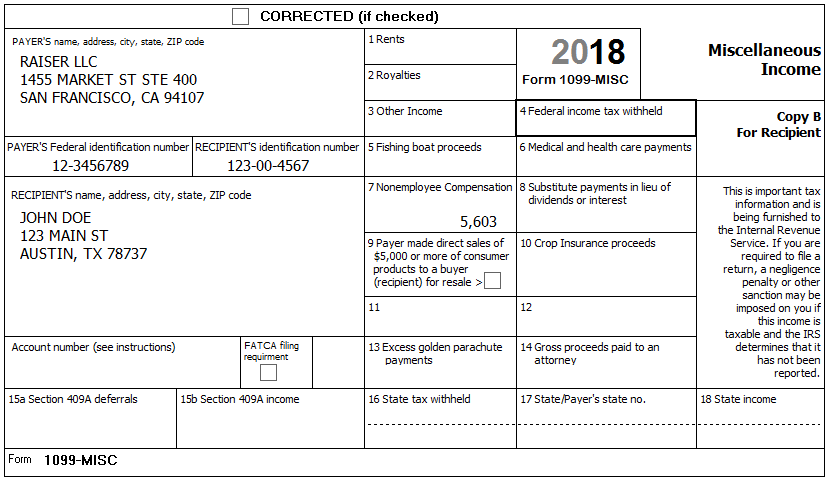 CORRECTED (if checked)
PAYER'S name, address, city, state, ZIP code
RAISER LLC
1455 MARKET ST STE 400
SAN FRANCISCO, CA 94107
1 Rents
2 Royalties
2018
Form 1099-MISC
Miscellaneous
Income
3 Other Income
4 Federal income tax withheld
Copy B
For Recipient
PAYER'S Federal identification number
12-3456789
RECIPIENT'S identification number
123-00-4567
5 Fishing boat proceeds
6 Medical and health care payments
RECIPIENT'S name, address, city, state, ZIP code
JOHN DOE
123 MAIN ST
AUSTIN, TX 78737
7 Nonemployee Compensation
5,603
8 Substitute payments in lieu of
dividends or interest
9 Payer made direct sales of
$5,000 or more of consumer
products to a buyer
(recipient) for resale >
10 Crop Insurance proceeds
11
12
This is important tax
information and is
being furnished to
the Internal Revenue
Service. If you are
required to file a
return, a negligence
penalty or other
sanction may be
imposed on you if
this income is
taxable and the IRS
determines that it
has not been
reported.
Account number (see instructions)
FATCA filing
requirment
13 Excess golden parachute
payments
14 Gross proceeds paid to an
attorney
15a Section 409A deferrals
15b Section 409A income
16 State tax withheld
17 State/Payer's state no.
18 State income
Form 1099-MISC